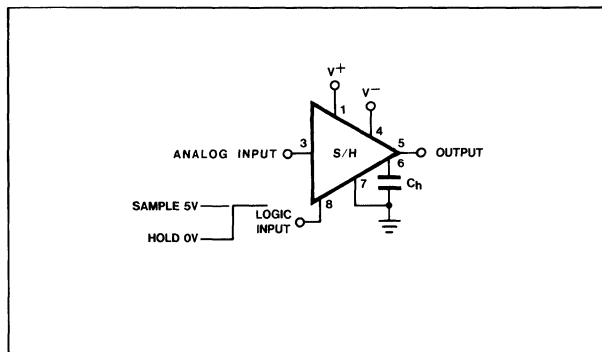 V+
V−
1
4
3
5
ANALOG INPUT
S/H
OUTPUT
6
Ch
7
SAMPLE 5V
8
LOGIC
INPUT
HOLD 0V